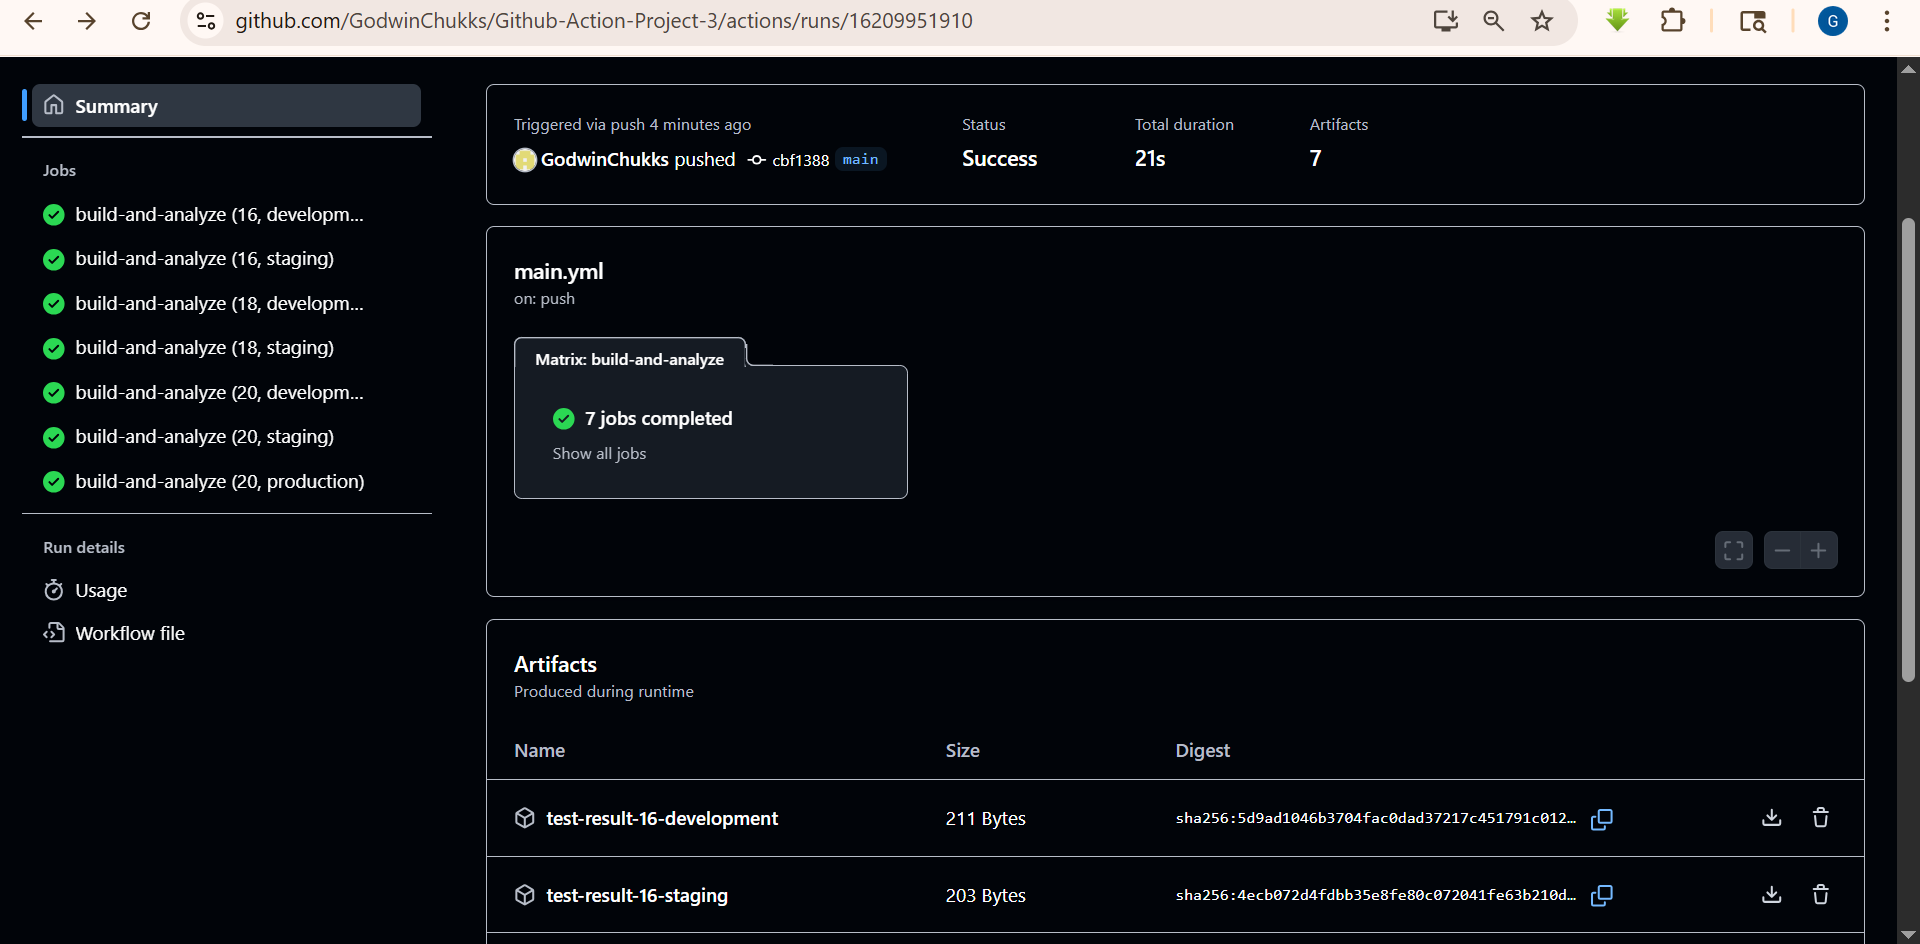 github.com/GodwinChukks/Github-Action-Project-3/actions/runs/16209951910
G
Summary
Jobs
build-and-analyze (16, developm...
build-and-analyze (16, staging)
build-and-analyze (18, developm...
build-and-analyze (18, staging)
build-and-analyze (20, developm...
build-and-analyze (20, staging)
build-and-analyze (20, production)
Run details
Usage
Workflow file
Triggered via push 4 minutes ago
GodwinChukks pushed cbf1388 main
Status
Success
Total duration
21s
Artifacts
7
main.yml
on: push
Matrix: build-and-analyze
7 jobs completed
Show all jobs
Artifacts
Produced during runtime
Name Size Digest
test-result-16-development 211 Bytes sha256:5d9ad1046b3704fac0dad37217c451791c012…
test-result-16-staging 203 Bytes sha256:4ecb072d4fdbb35e8fe80c072041fe63b210d…